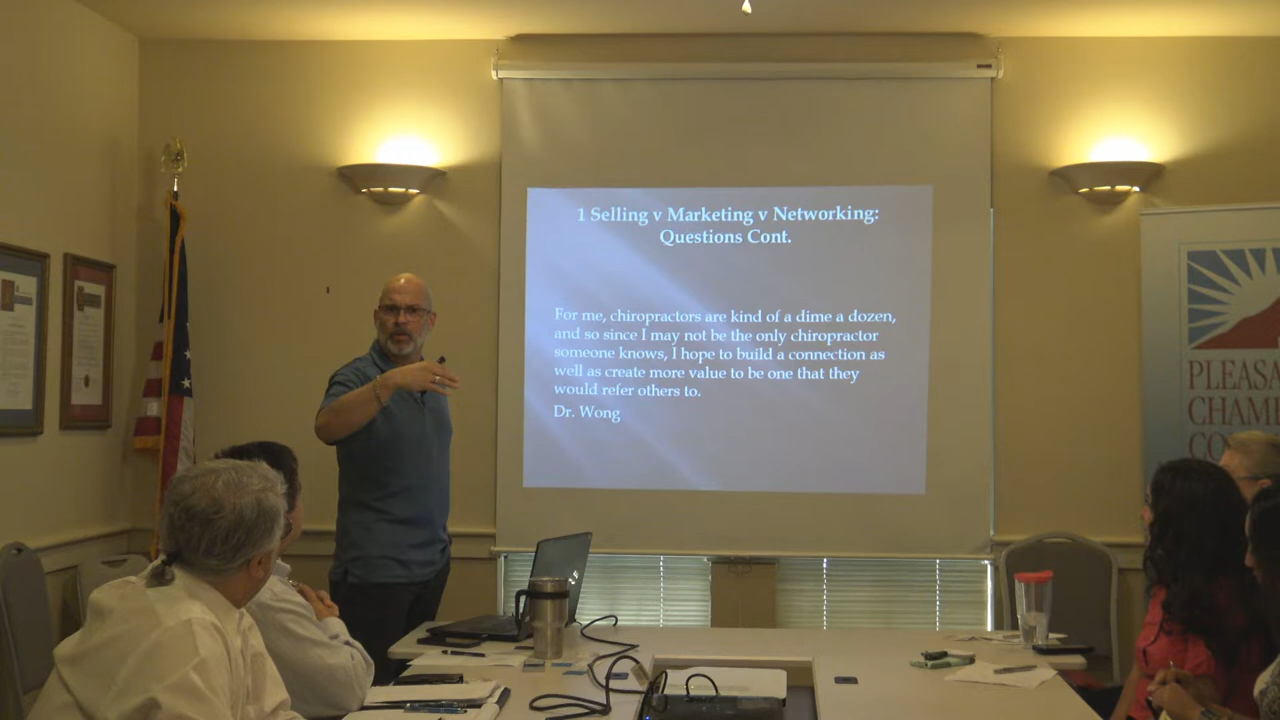 1 Selling v Marketing v Networking:
Questions Cont.
For me, chiropractors are kind of a dime a dozen,
and so since I may not be the only chiropractor
someone knows, I hope to build a connection as
well as create more value to be one that they
would refer others to.
Dr. Wong
PLEASA
CHAM
CO